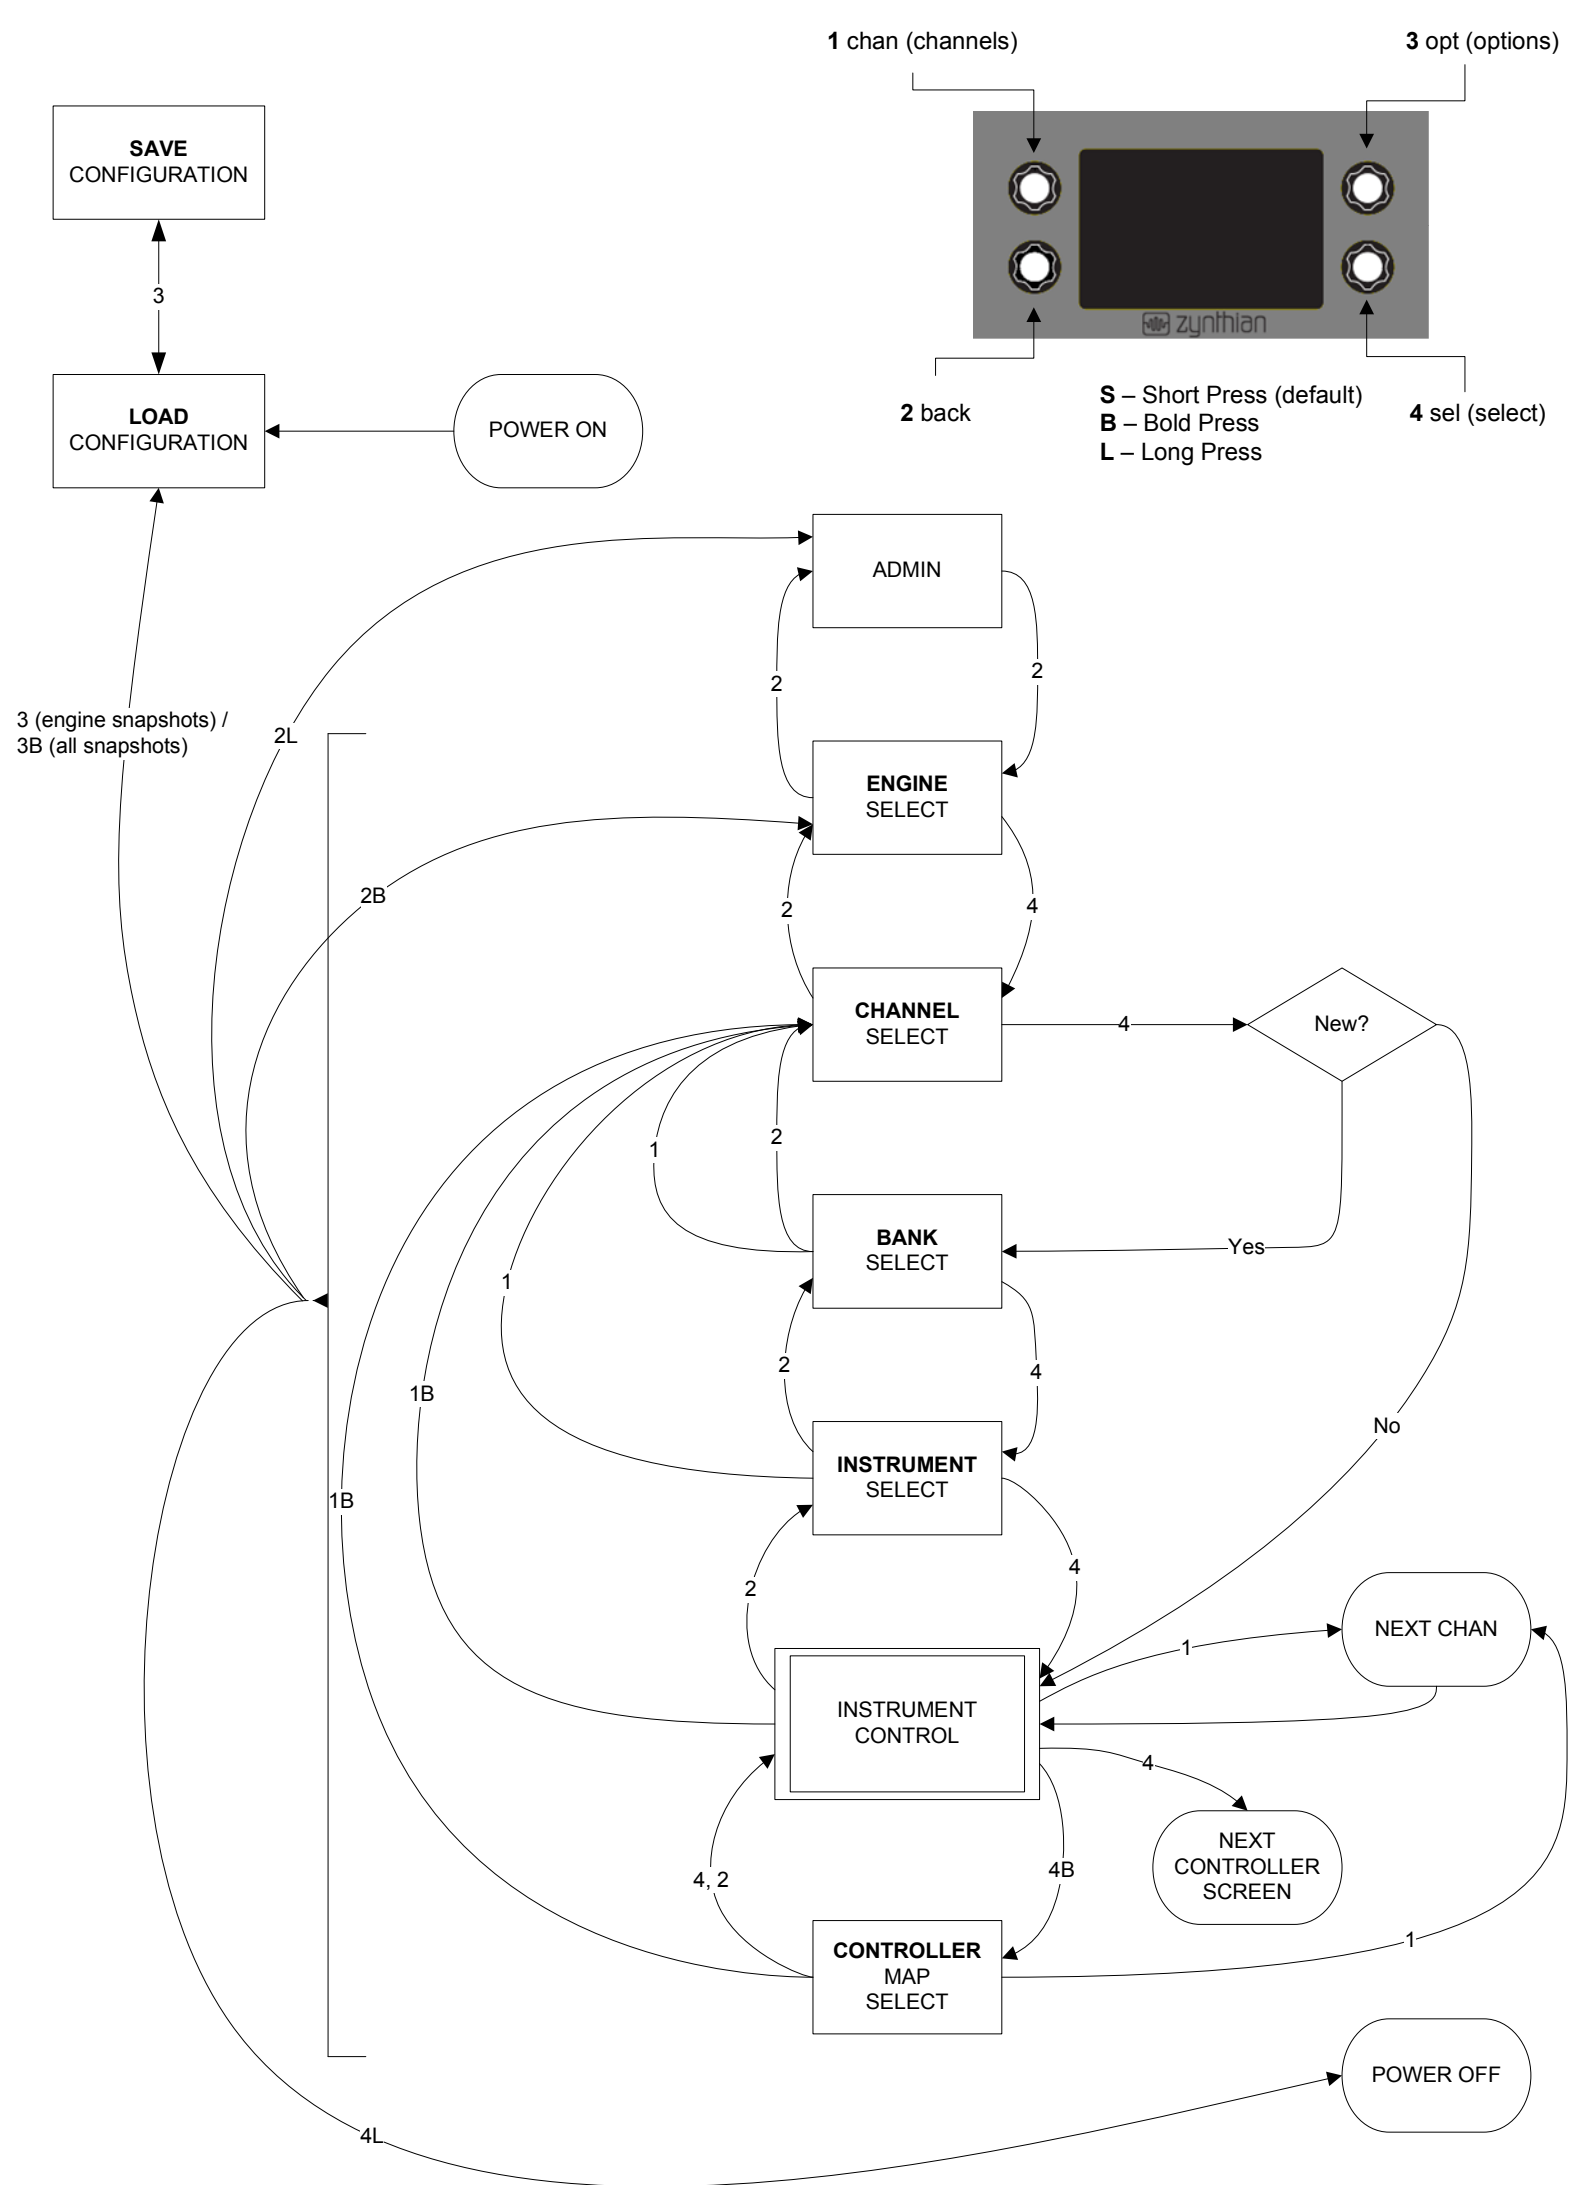 1 chan (channels)
3 opt (options)
SAVE
CONFIGURATION
3
zynthian
LOAD
CONFIGURATION
POWER ON
2 back
S – Short Press (default)
B – Bold Press
L – Long Press
4 sel (select)
ADMIN
2
2
3 (engine snapshots) /
3B (all snapshots)
2L
ENGINE
SELECT
2B
2
4
CHANNEL
SELECT
4
New?
1
2
BANK
SELECT
Yes
1
2
4
1B
No
INSTRUMENT
SELECT
1B
2
4
NEXT CHAN
1
INSTRUMENT
CONTROL
4
NEXT
CONTROLLER
SCREEN
4, 2
4B
CONTROLLER
MAP
SELECT
1
POWER OFF
4L